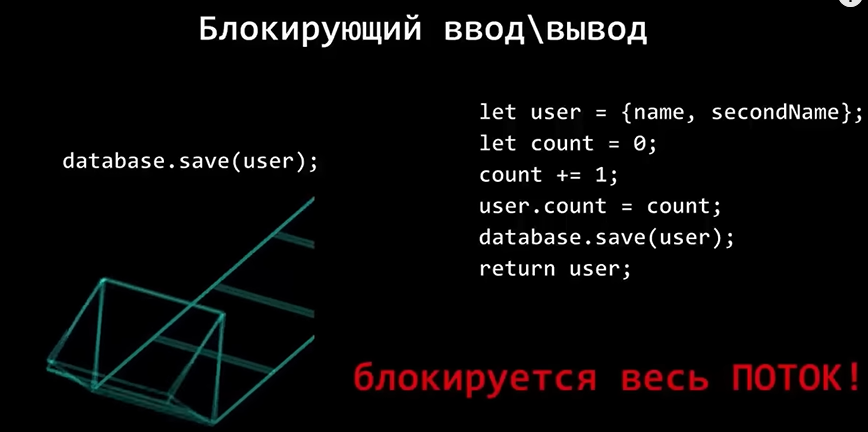 Блокирующий ввод\вывод
database.save(user);
let user = {name, secondName};
let count = 0;
count += 1;
user.count = count;
database.save(user);
return user;
блокируется весь ПОТОК!